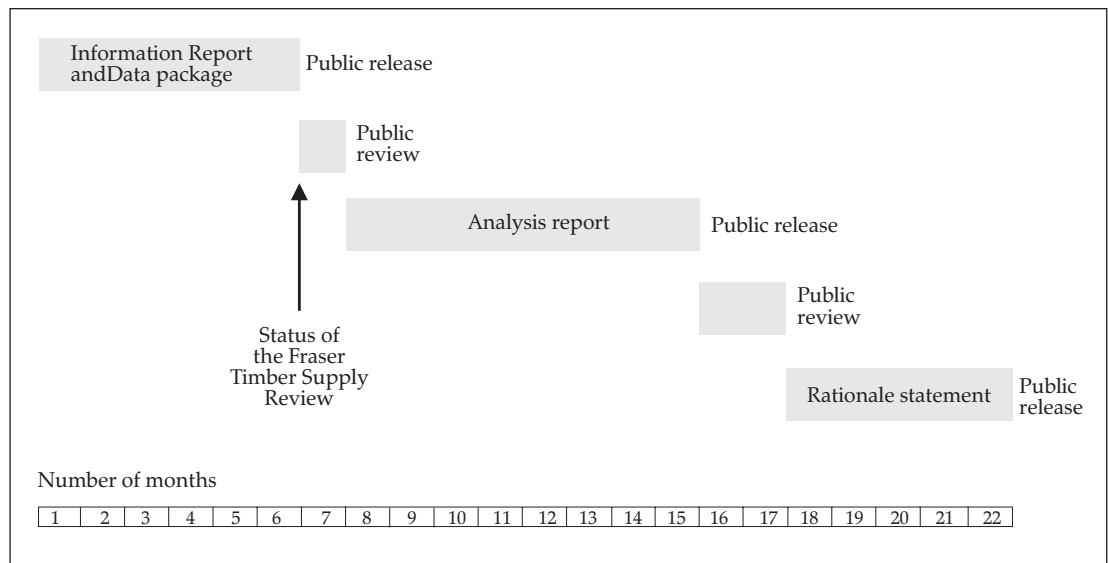 Information Report
andData package
Public release
Public
review
Analysis report
Public release
Public
review
Status of
the Fraser
Timber Supply
Review
Rationale statement
Public
release
Number of months
1 2 3 4 5 6 7 8 9 10 11 12 13 14 15 16 17 18 19 20 21 22